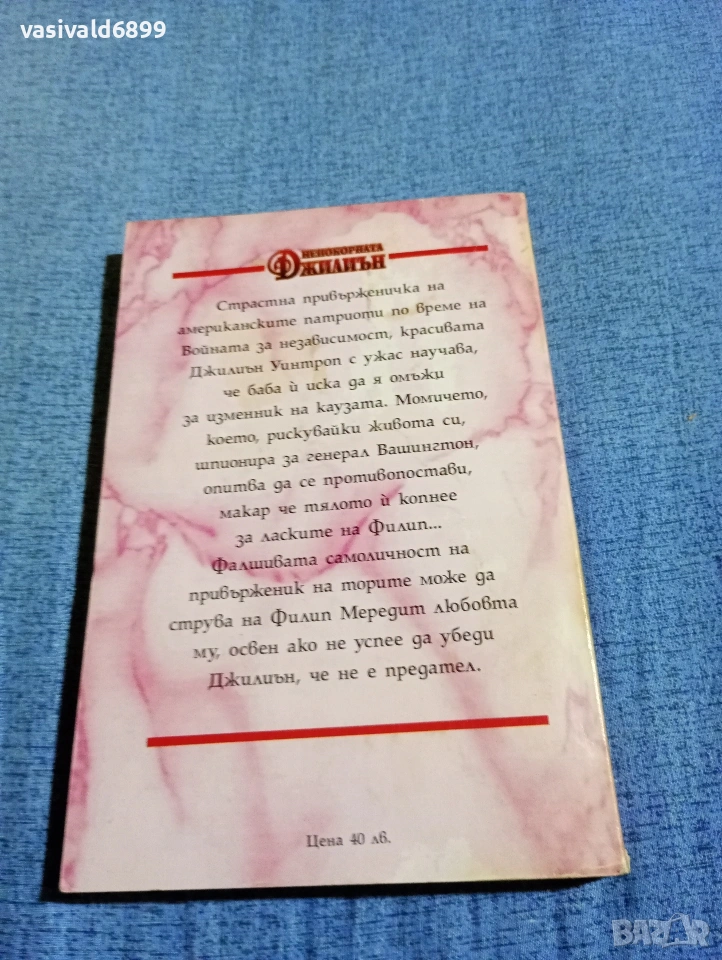 vasivald6899
НЕПОКОРНАТА
ДЖИЛИЪН
Страстна привърженичка на
американските патриоти по време на
Войната за независимост, красивата
Джилиън Уинтроп с ужас научава,
че баба ѝ иска да я омъжи
за изменник на каузата. Момичето,
което, рискувайки живота си,
шпионира за генерал Вашингтон,
опитва да се противопостави,
макар че тялото ѝ копнее
за ласките на Филип...
Фалшивата самоличност на
привърженик на торите може да
струва на Филип Мередит любовта
му, освен ако не успее да убеди
Джилиън, че не е предател.
Цена 40 лв.
BAZAR